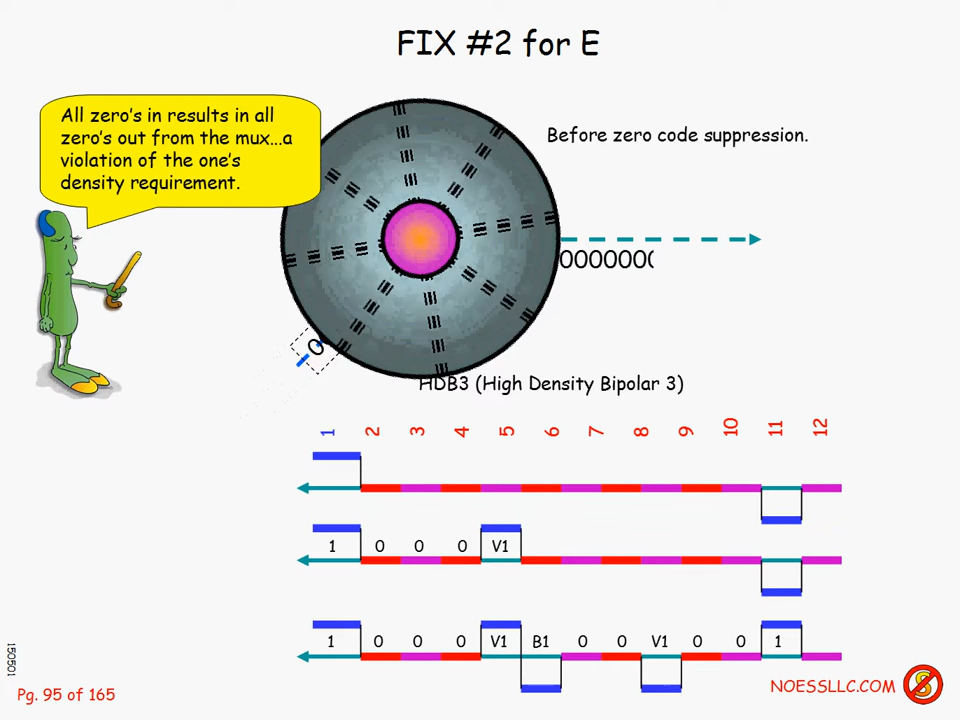 FIX #2 for E
All zero's in results in all
zero's out from the mux...a
violation of the one's
density requirement.
Before zero code suppression.
0000000
0
HDB3 (High Density Bipolar 3)
1 2 3 4 5 6 7 8 9 10 11 12
1 0 0 0 V1
1 0 0 0 V1 B1 0 0 V1 0 0 1
150501
Pg. 95 of 165
NOESSLLC.COM
S